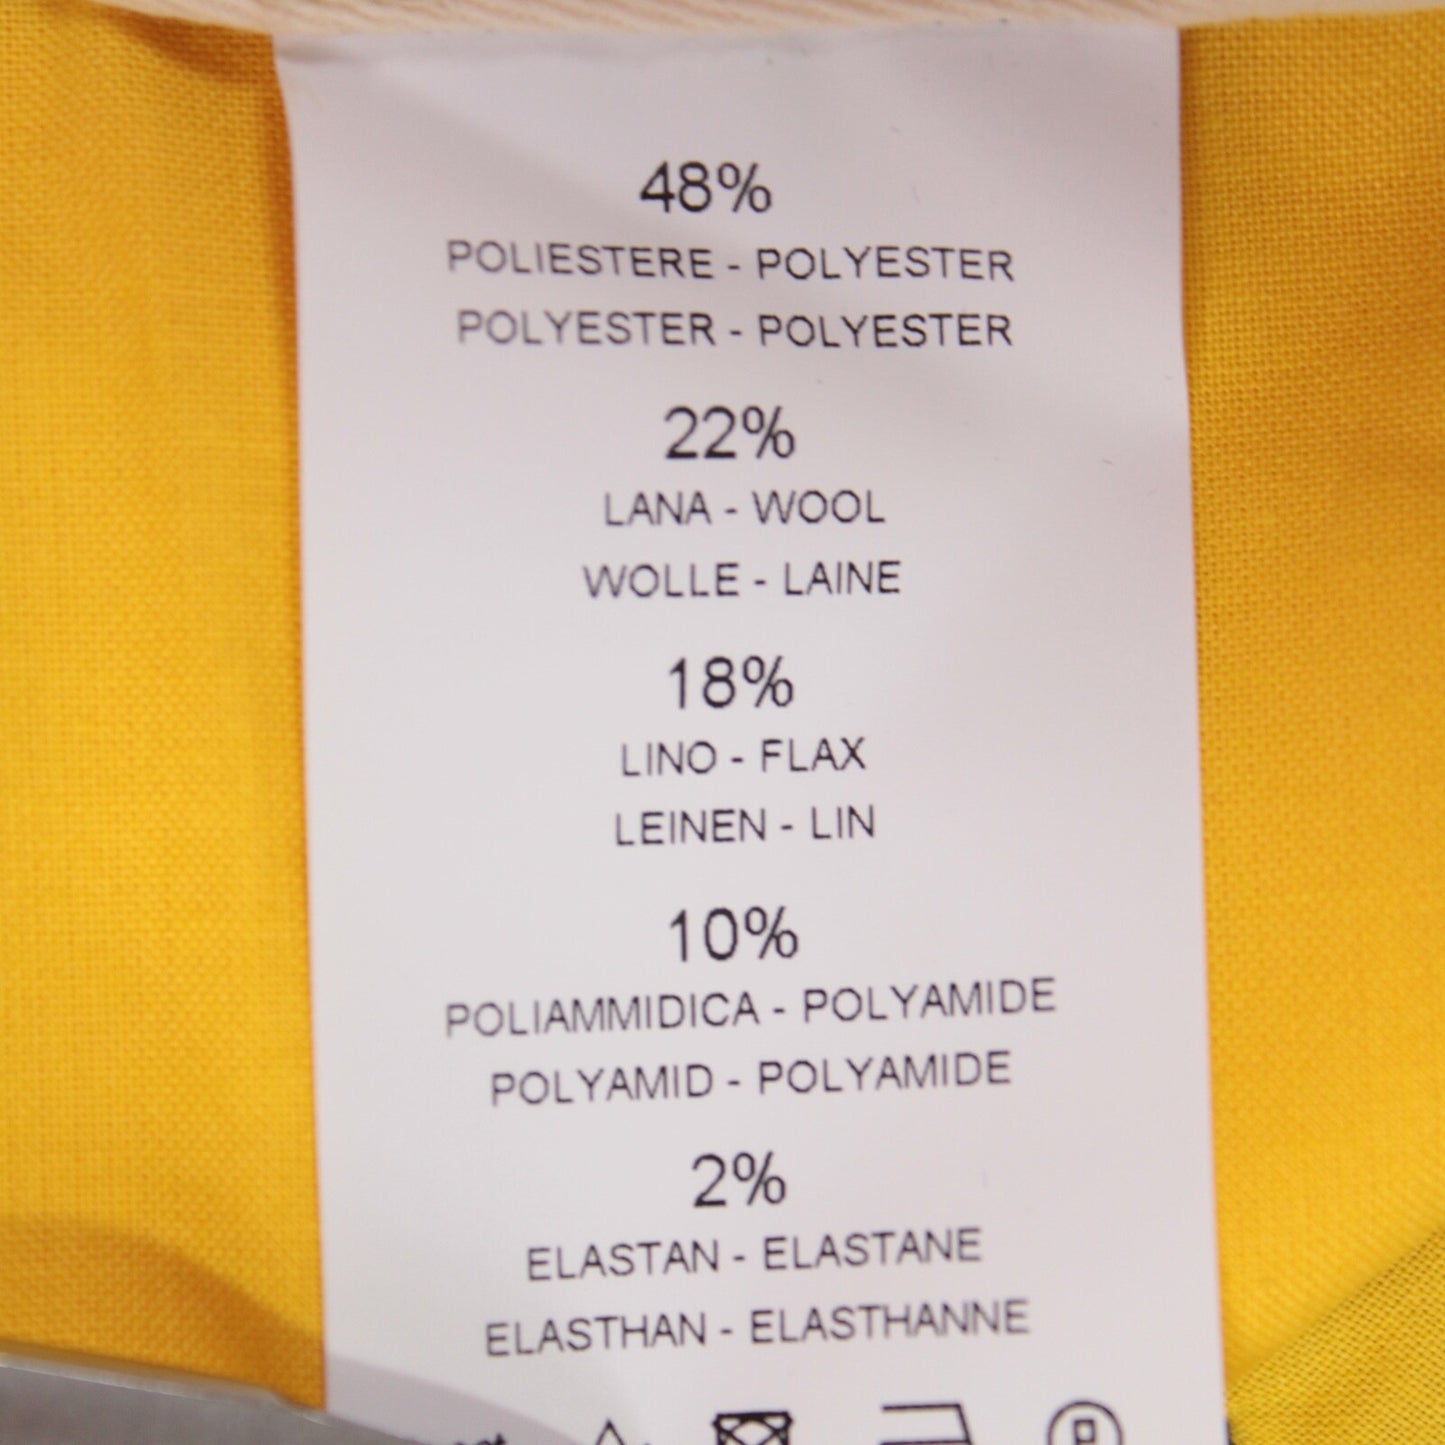 48%
POLIESTERE - POLYESTER
POLYESTER - POLYESTER
22%
LANA - WOOL
WOLLE - LAINE
18%
LINO - FLAX
LEINEN - LIN
10%
POLIAMMIDICA - POLYAMIDE
POLYAMID - POLYAMIDE
2%
ELASTAN - ELASTANE
ELASTHAN - ELASTHANNE
P